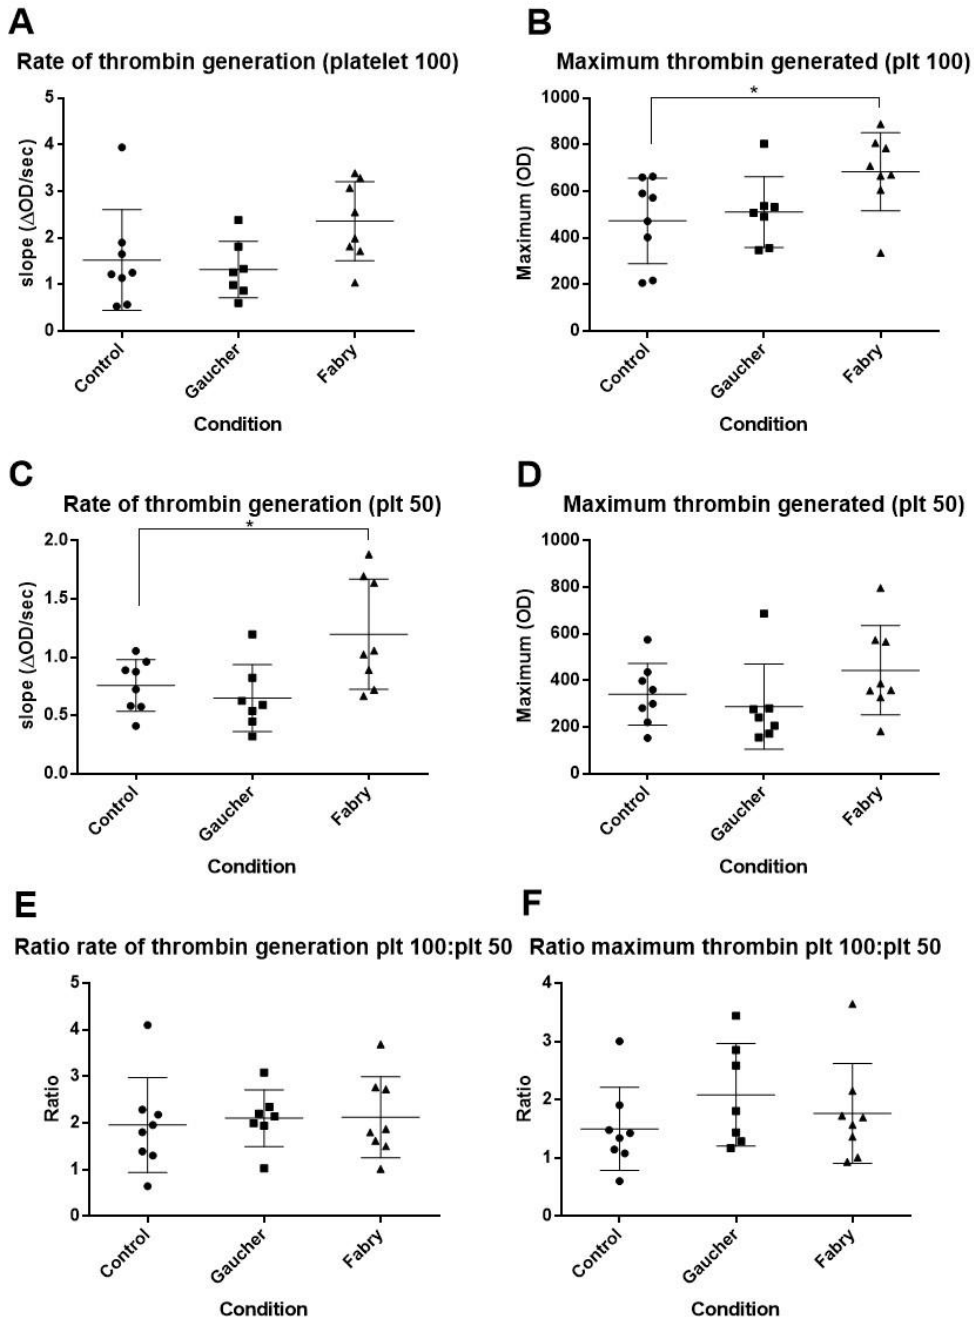 A
B
Rate of thrombin generation (platelet 100)
Maximum thrombin generated (plt 100)
slope (ΔOD/sec)
5
4
3
2
1
0
Control
Gaucher
Fabry
Condition
Maximum (OD)
1000
800
600
400
200
0
*
Control
Gaucher
Fabry
Condition
C
D
Rate of thrombin generation (plt 50)
Maximum thrombin generated (plt 50)
slope (ΔOD/sec)
2.0
1.5
1.0
0.5
0.0
*
Control
Gaucher
Fabry
Condition
Maximum (OD)
1000
800
600
400
200
0
Control
Gaucher
Fabry
Condition
E
F
Ratio rate of thrombin generation plt 100:plt 50
Ratio maximum thrombin plt 100:plt 50
Ratio
5
4
3
2
1
0
Control
Gaucher
Fabry
Condition
Ratio
4
3
2
1
0
Control
Gaucher
Fabry
Condition